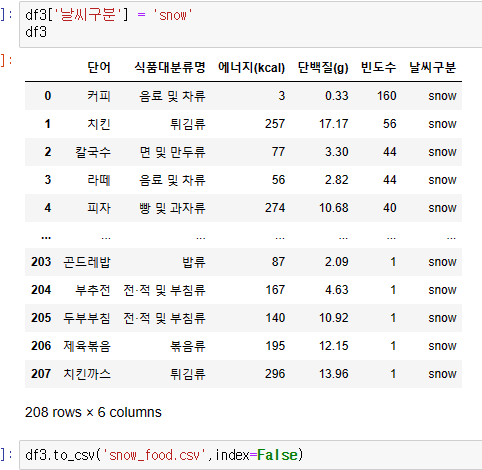 ]: df3['날씨구분'] = 'snow'
df3
]:
단어 식품대분류명 에너지(kcal) 단백질(g) 빈도수 날씨구분
0 커피 음료 및 차류 3 0.33 160 snow
1 치킨 튀김류 257 17.17 56 snow
2 칼국수 면 및 만두류 77 3.30 44 snow
3 라떼 음료 및 차류 56 2.82 44 snow
4 피자 빵 및 과자류 274 10.68 40 snow
... ... ... ... ... ... ...
203 곤드레밥 밥류 87 2.09 1 snow
204 부추전 전·적 및 부침류 167 4.63 1 snow
205 두부부침 전·적 및 부침류 140 10.92 1 snow
206 제육볶음 볶음류 195 12.15 1 snow
207 치킨까스 튀김류 296 13.96 1 snow
208 rows × 6 columns
]: df3.to_csv('snow_food.csv',index=False)